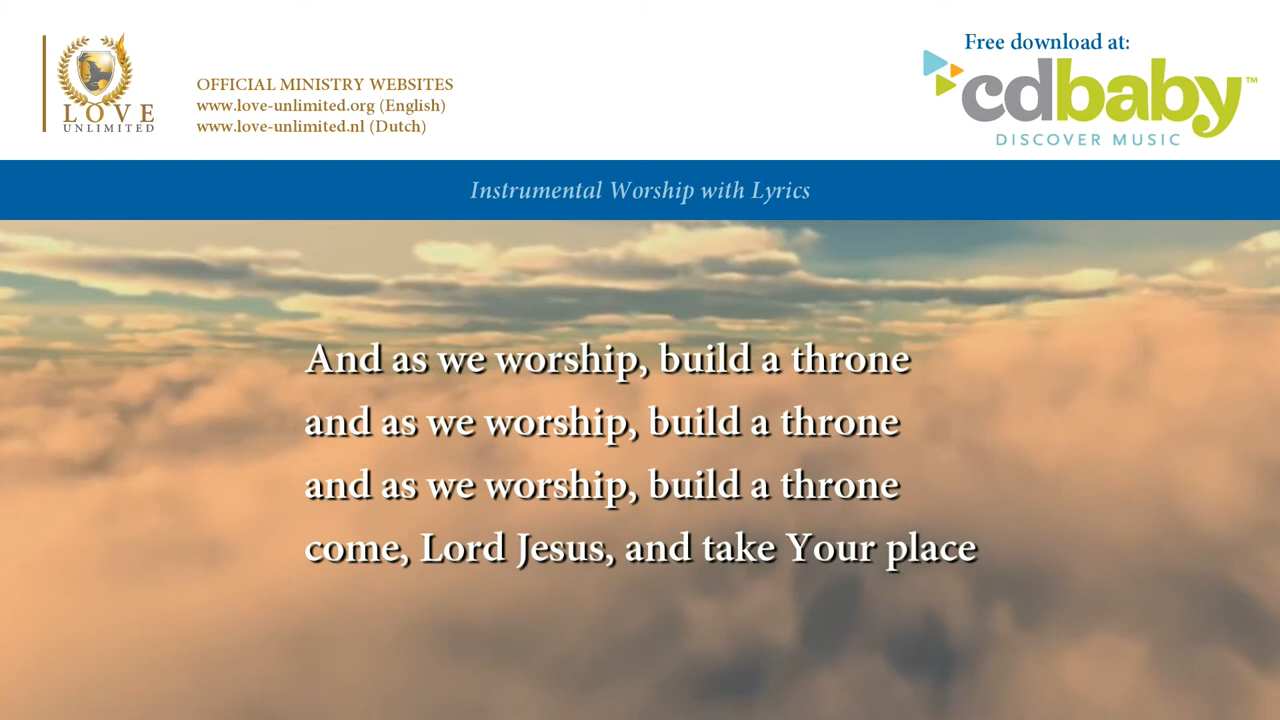 LOVE
UNLIMITED
OFFICIAL MINISTRY WEBSITES
www.love-unlimited.org (English)
www.love-unlimited.nl (Dutch)
Free download at:
cdbaby™
DISCOVER MUSIC
Instrumental Worship with Lyrics
And as we worship, build a throne
and as we worship, build a throne
and as we worship, build a throne
come, Lord Jesus, and take Your place